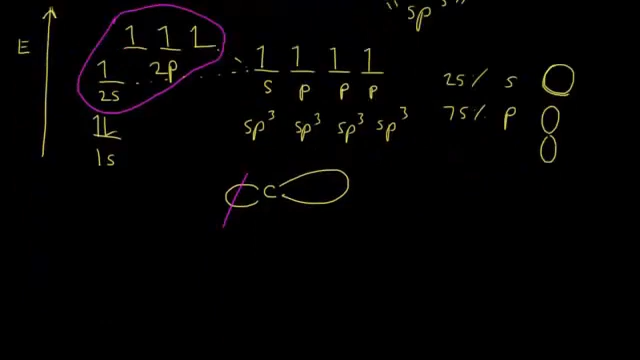 "sp³"
E
2s 2p
s p p p
25% s
sp³ sp³ sp³ sp³
75% p
1s
C